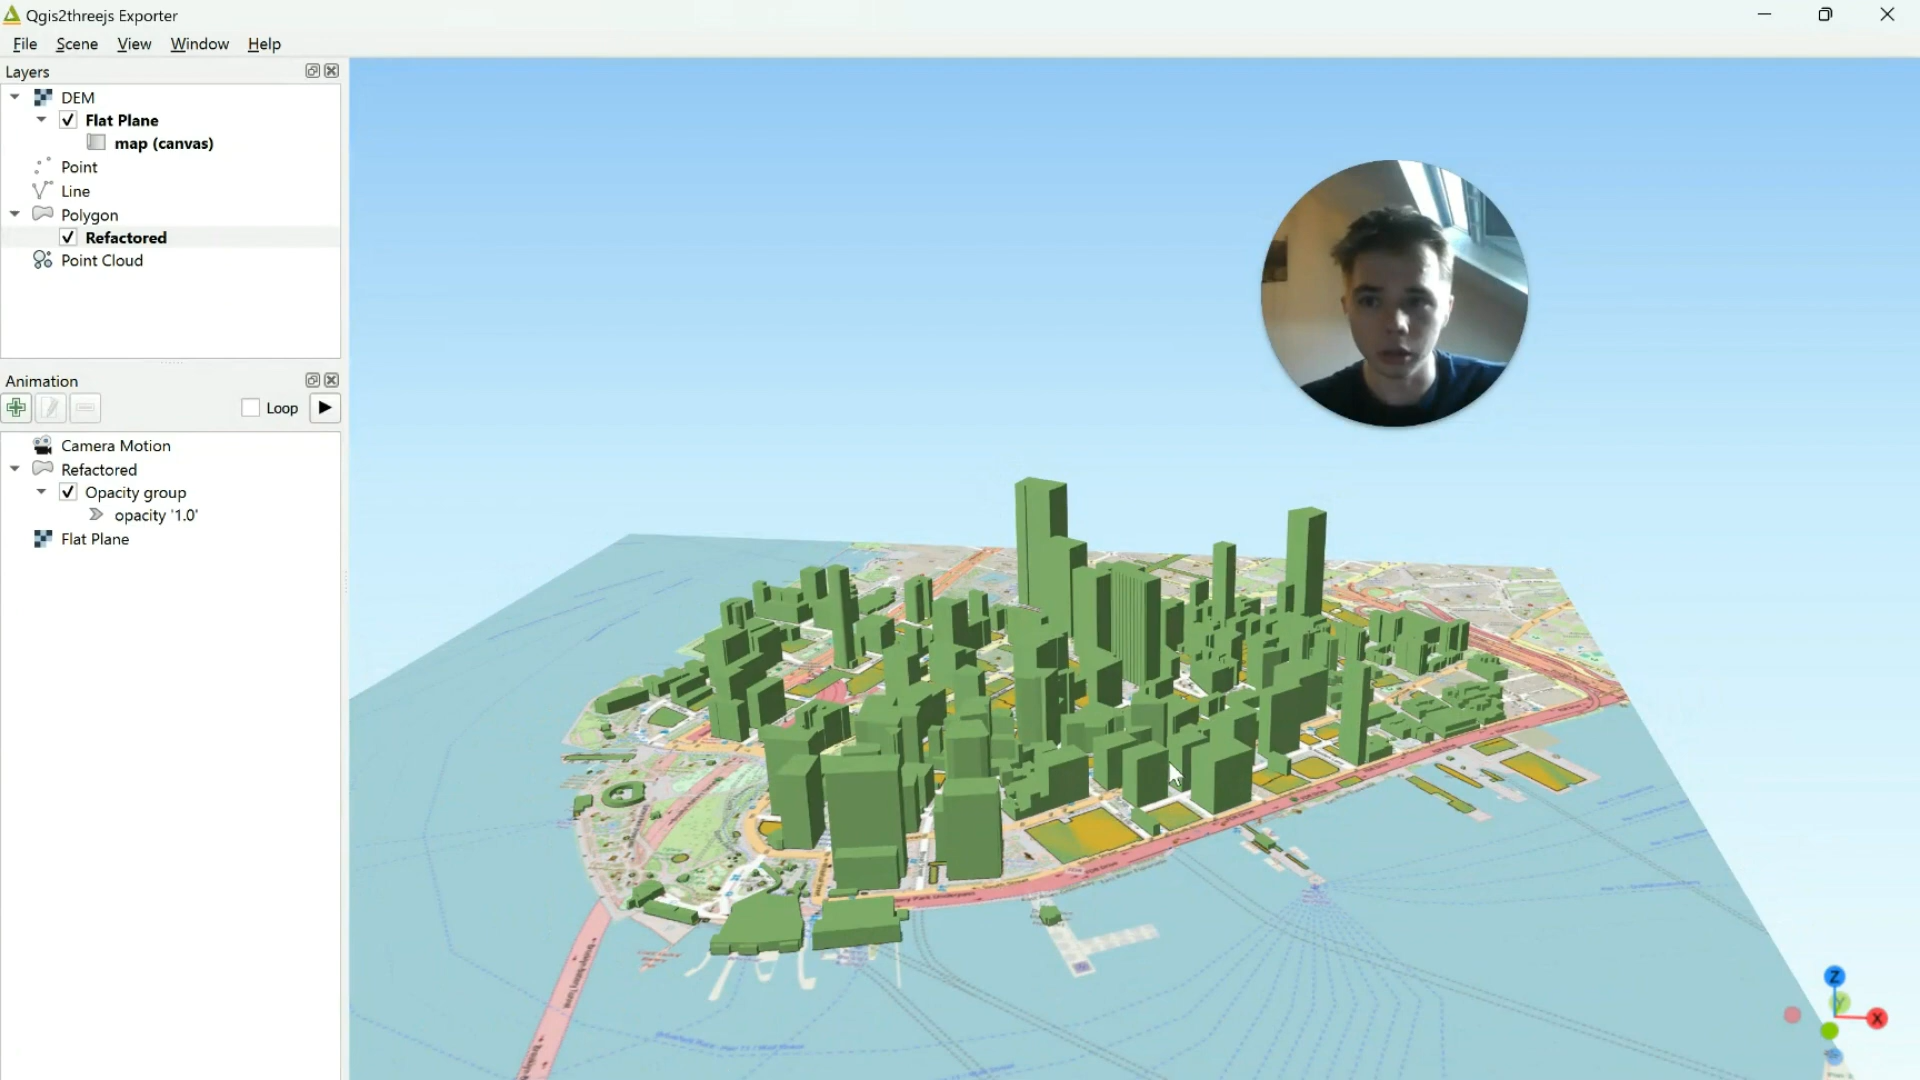 Qgis2threejs Exporter
File Scene View Window Help
Layers
DEM
Flat Plane
map (canvas)
Point
Line
Polygon
Refactored
Point Cloud
Animation
Loop
Camera Motion
Refactored
Opacity group
opacity '1.0'
Flat Plane
Z
Y
X